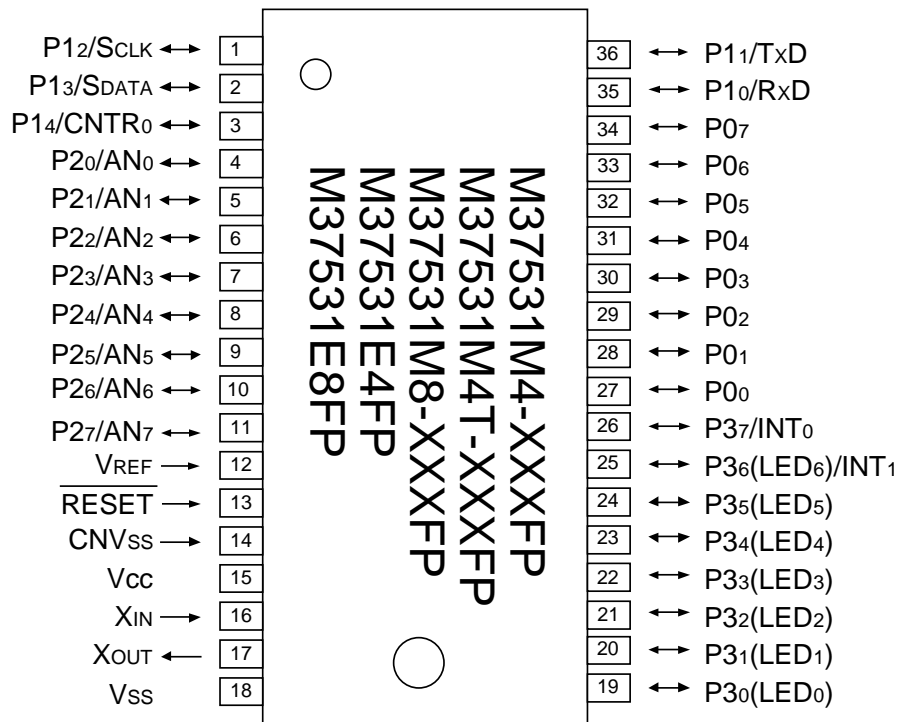 P12/SCLK 1
P13/SDATA 2
P14/CNTR0 3
P20/AN0 4
P21/AN1 5
P22/AN2 6
P23/AN3 7
P24/AN4 8
P25/AN5 9
P26/AN6 10
P27/AN7 11
VREF 12
RESET 13
CNVSS 14
Vcc 15
XIN 16
XOUT 17
VSS 18
M37531M4-XXXFP
M37531M4T-XXXFP
M37531M8-XXXFP
M37531E4FP
M37531E8FP
36 P11/TXD
35 P10/RXD
34 P07
33 P06
32 P05
31 P04
30 P03
29 P02
28 P01
27 P00
26 P37/INT0
25 P36(LED6)/INT1
24 P35(LED5)
23 P34(LED4)
22 P33(LED3)
21 P32(LED2)
20 P31(LED1)
19 P30(LED0)